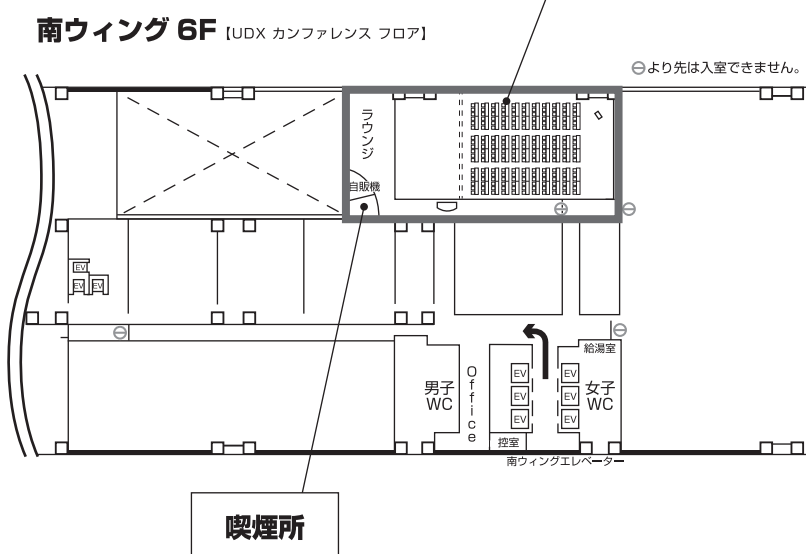 南ウィング 6F【UDX カンファレンス フロア】
⊖より先は入室できません。
ラウンジ
自販機
EV
EV EV
給湯室
男子
WC
Office
EV
EV
EV
EV
EV
EV
女子
WC
控室
南ウィングエレベーター
喫煙所